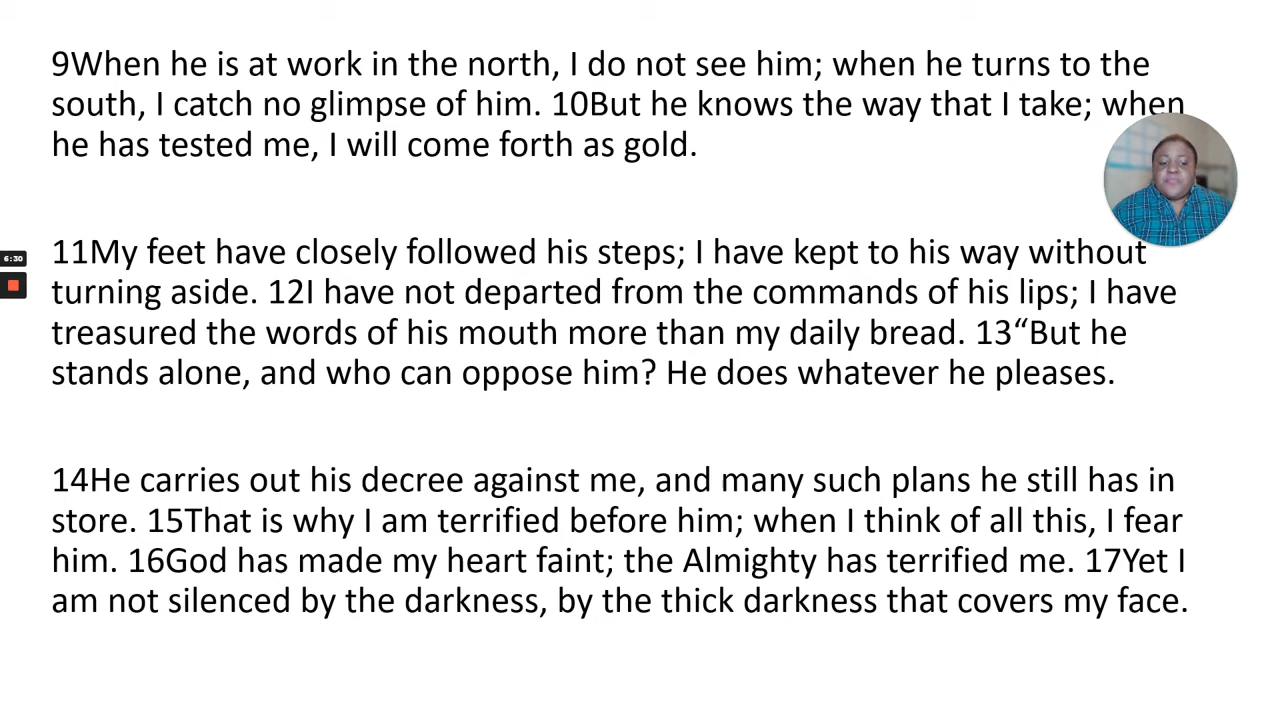 9When he is at work in the north, I do not see him; when he turns to the
south, I catch no glimpse of him. 10But he knows the way that I take; when
he has tested me, I will come forth as gold.
11My feet have closely followed his steps; I have kept to his way without
turning aside. 12I have not departed from the commands of his lips; I have
treasured the words of his mouth more than my daily bread. 13“But he
stands alone, and who can oppose him? He does whatever he pleases.
14He carries out his decree against me, and many such plans he still has in
store. 15That is why I am terrified before him; when I think of all this, I fear
him. 16God has made my heart faint; the Almighty has terrified me. 17Yet I
am not silenced by the darkness, by the thick darkness that covers my face.
6:30